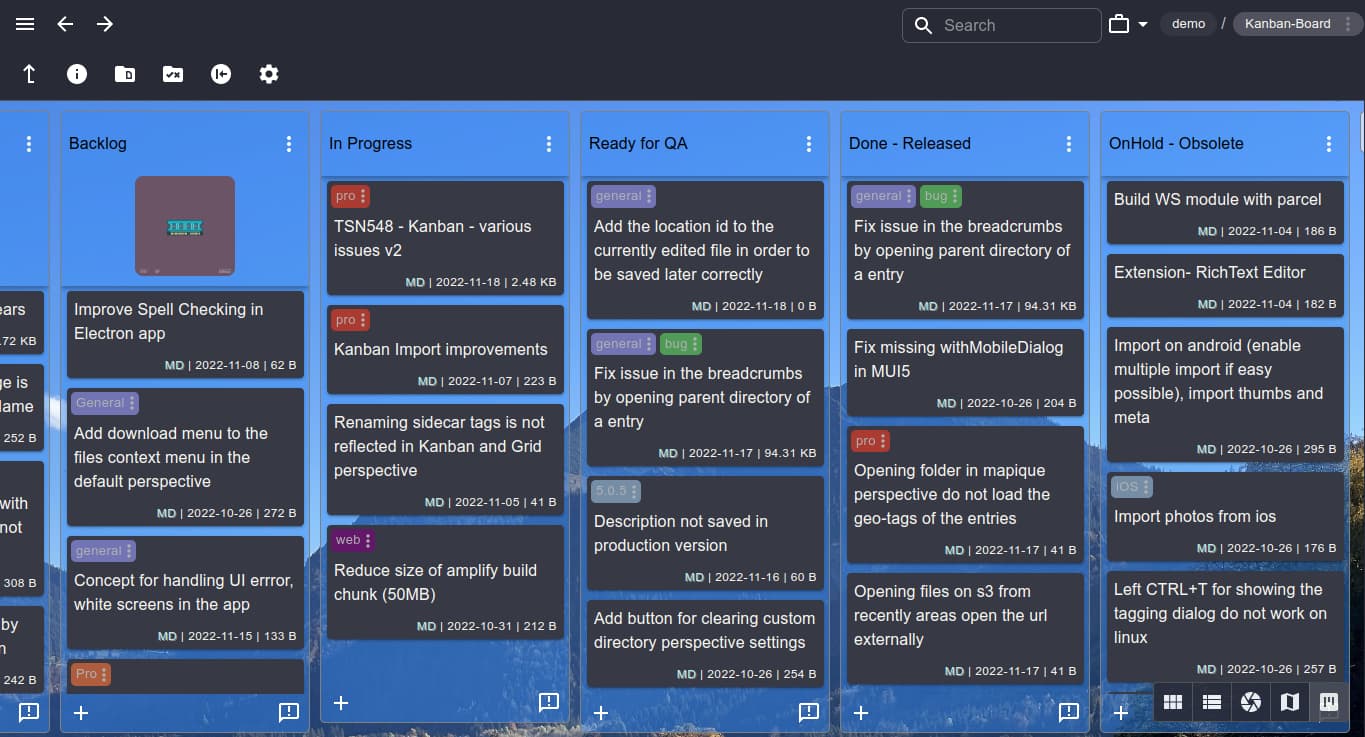 Search
demo / Kanban-Board
ears
.72 KB
ge is
Name
252 B
with
not
308 B
by
n
242 B
Backlog
Improve Spell Checking in
Electron app
MD | 2022-11-08 | 62 B
General
Add download menu to the
files context menu in the
default perspective
MD | 2022-10-26 | 272 B
general
Concept for handling UI errror,
white screens in the app
MD | 2022-11-15 | 133 B
Pro
In Progress
pro
TSN548 - Kanban - various
issues v2
MD | 2022-11-18 | 2.48 KB
pro
Kanban Import improvements
MD | 2022-11-07 | 223 B
Renaming sidecar tags is not
reflected in Kanban and Grid
perspective
MD | 2022-11-05 | 41 B
web
Reduce size of amplify build
chunk (50MB)
MD | 2022-10-31 | 212 B
Ready for QA
general
Add the location id to the
currently edited file in order to
be saved later correctly
MD | 2022-11-18 | 0 B
general bug
Fix issue in the breadcrumbs
by opening parent directory of
a entry
MD | 2022-11-17 | 94.31 KB
5.0.5
Description not saved in
production version
MD | 2022-11-16 | 60 B
Add button for clearing custom
directory perspective settings
MD | 2022-10-26 | 254 B
Done - Released
general bug
Fix issue in the breadcrumbs
by opening parent directory of
a entry
MD | 2022-11-17 | 94.31 KB
Fix missing withMobileDialog
in MUI5
MD | 2022-10-26 | 204 B
pro
Opening folder in mapique
perspective do not load the
geo-tags of the entries
MD | 2022-11-17 | 41 B
Opening files on s3 from
recently areas open the url
externally
MD | 2022-11-17 | 41 B
OnHold - Obsolete
Build WS module with parcel
MD | 2022-11-04 | 186 B
Extension- RichText Editor
MD | 2022-11-04 | 182 B
Import on android (enable
multiple import if easy
possible), import thumbs and
meta
MD | 2022-10-26 | 295 B
iOS
Import photos from ios
MD | 2022-10-26 | 176 B
Left CTRL+T for showing the
tagging dialog do not work on
linux
MD | 2022-10-26 | 257 B